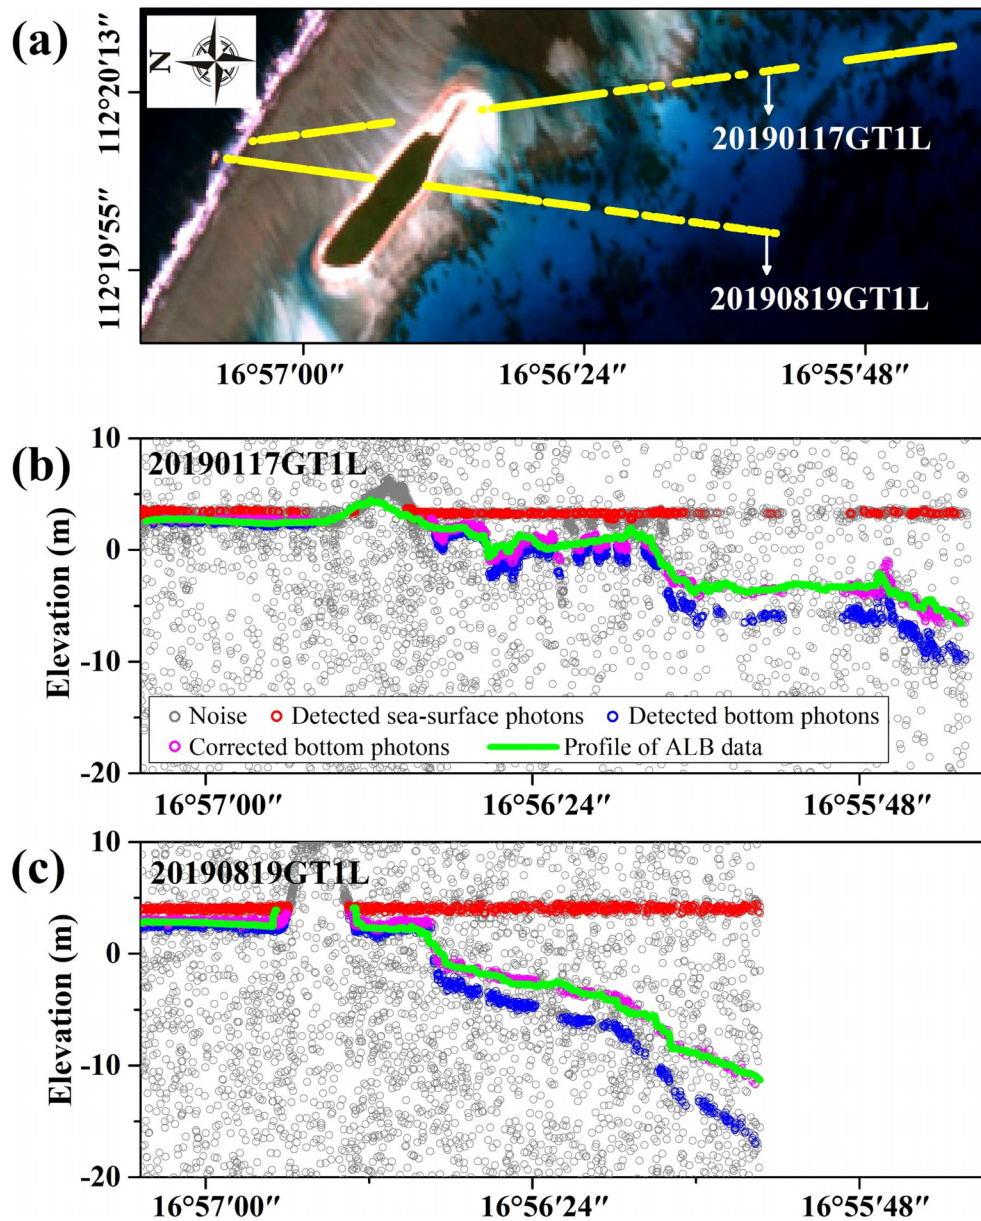 (a)
N
112°20′13″
112°19′55″
20190117GT1L
20190819GT1L
16°57′00″ 16°56′24″ 16°55′48″
(b)
20190117GT1L
Elevation (m)
10
0
-10
-20
Noise Detected sea-surface photons Detected bottom photons
Corrected bottom photons Profile of ALB data
16°57′00″ 16°56′24″ 16°55′48″
(c)
20190819GT1L
Elevation (m)
10
0
-10
-20
16°57′00″ 16°56′24″ 16°55′48″